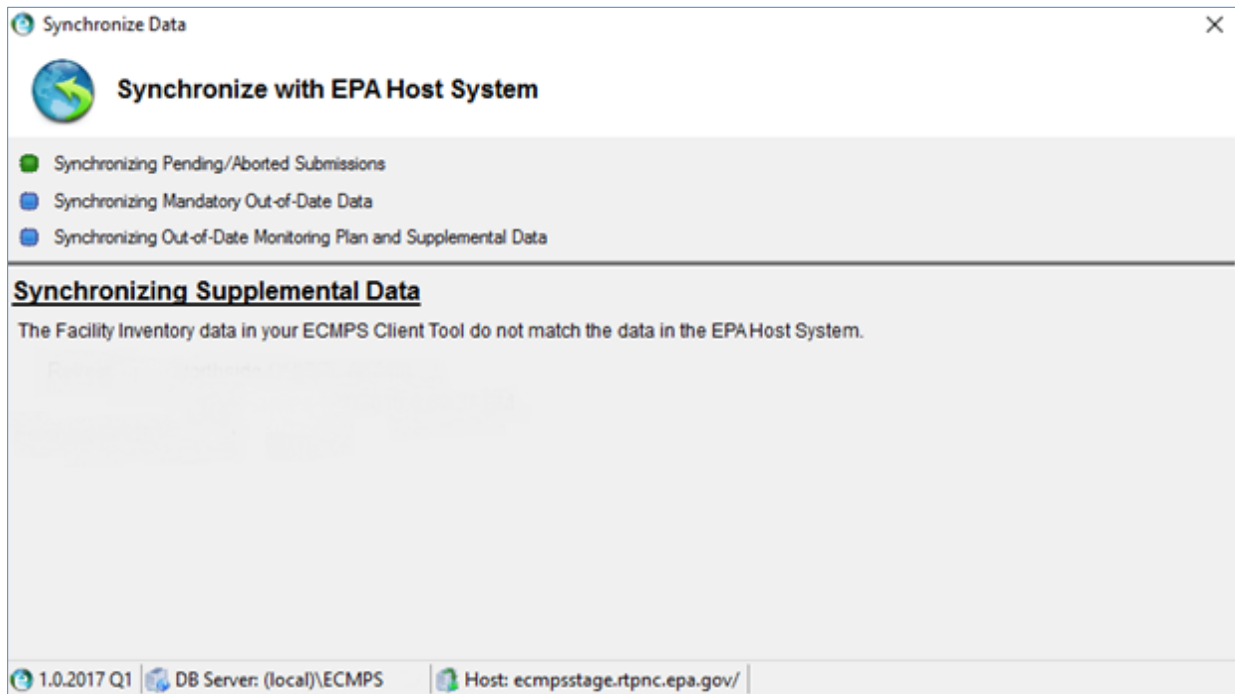 Synchronize Data
Synchronize with EPA Host System
Synchronizing Pending/Aborted Submissions
Synchronizing Mandatory Out-of-Date Data
Synchronizing Out-of-Date Monitoring Plan and Supplemental Data
Synchronizing Supplemental Data
The Facility Inventory data in your ECMPS Client Tool do not match the data in the EPA Host System.
1.0.2017 Q1 DB Server: (local)\ECMPS Host: ecmpsstage.rtpnc.epa.gov/